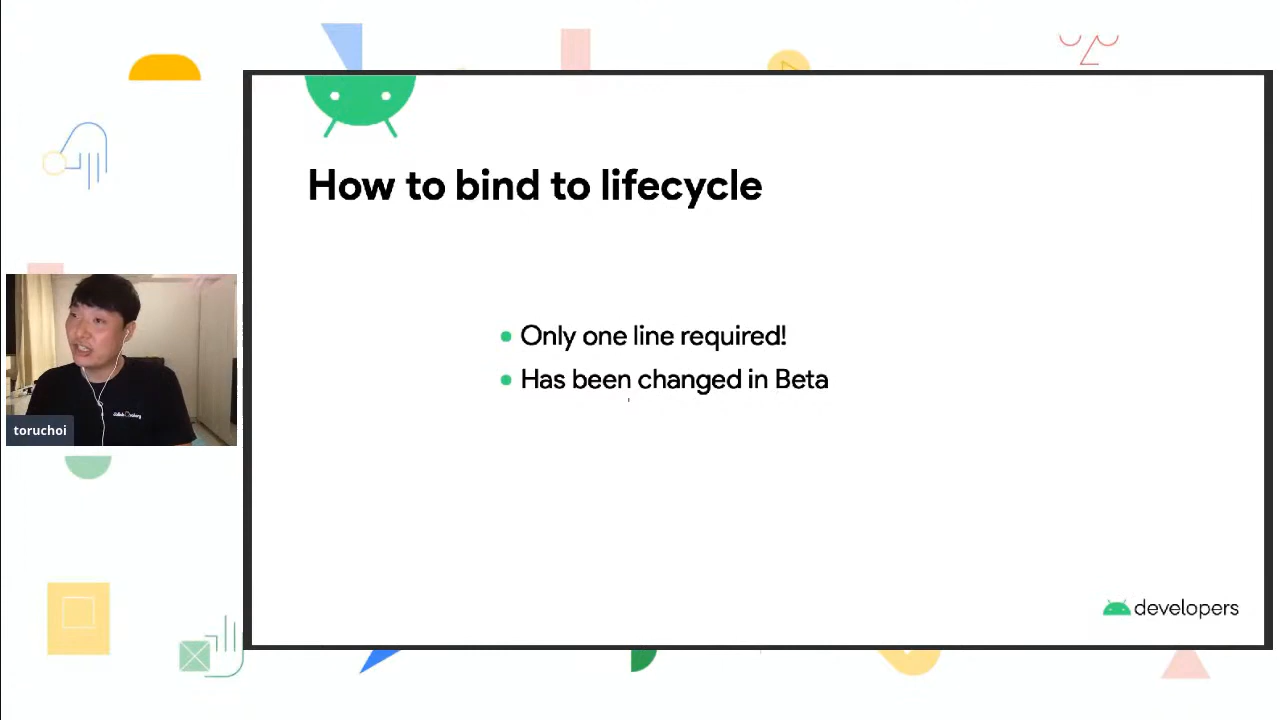 How to bind to lifecycle
Only one line required!
Has been changed in Beta
toruchoi
developers